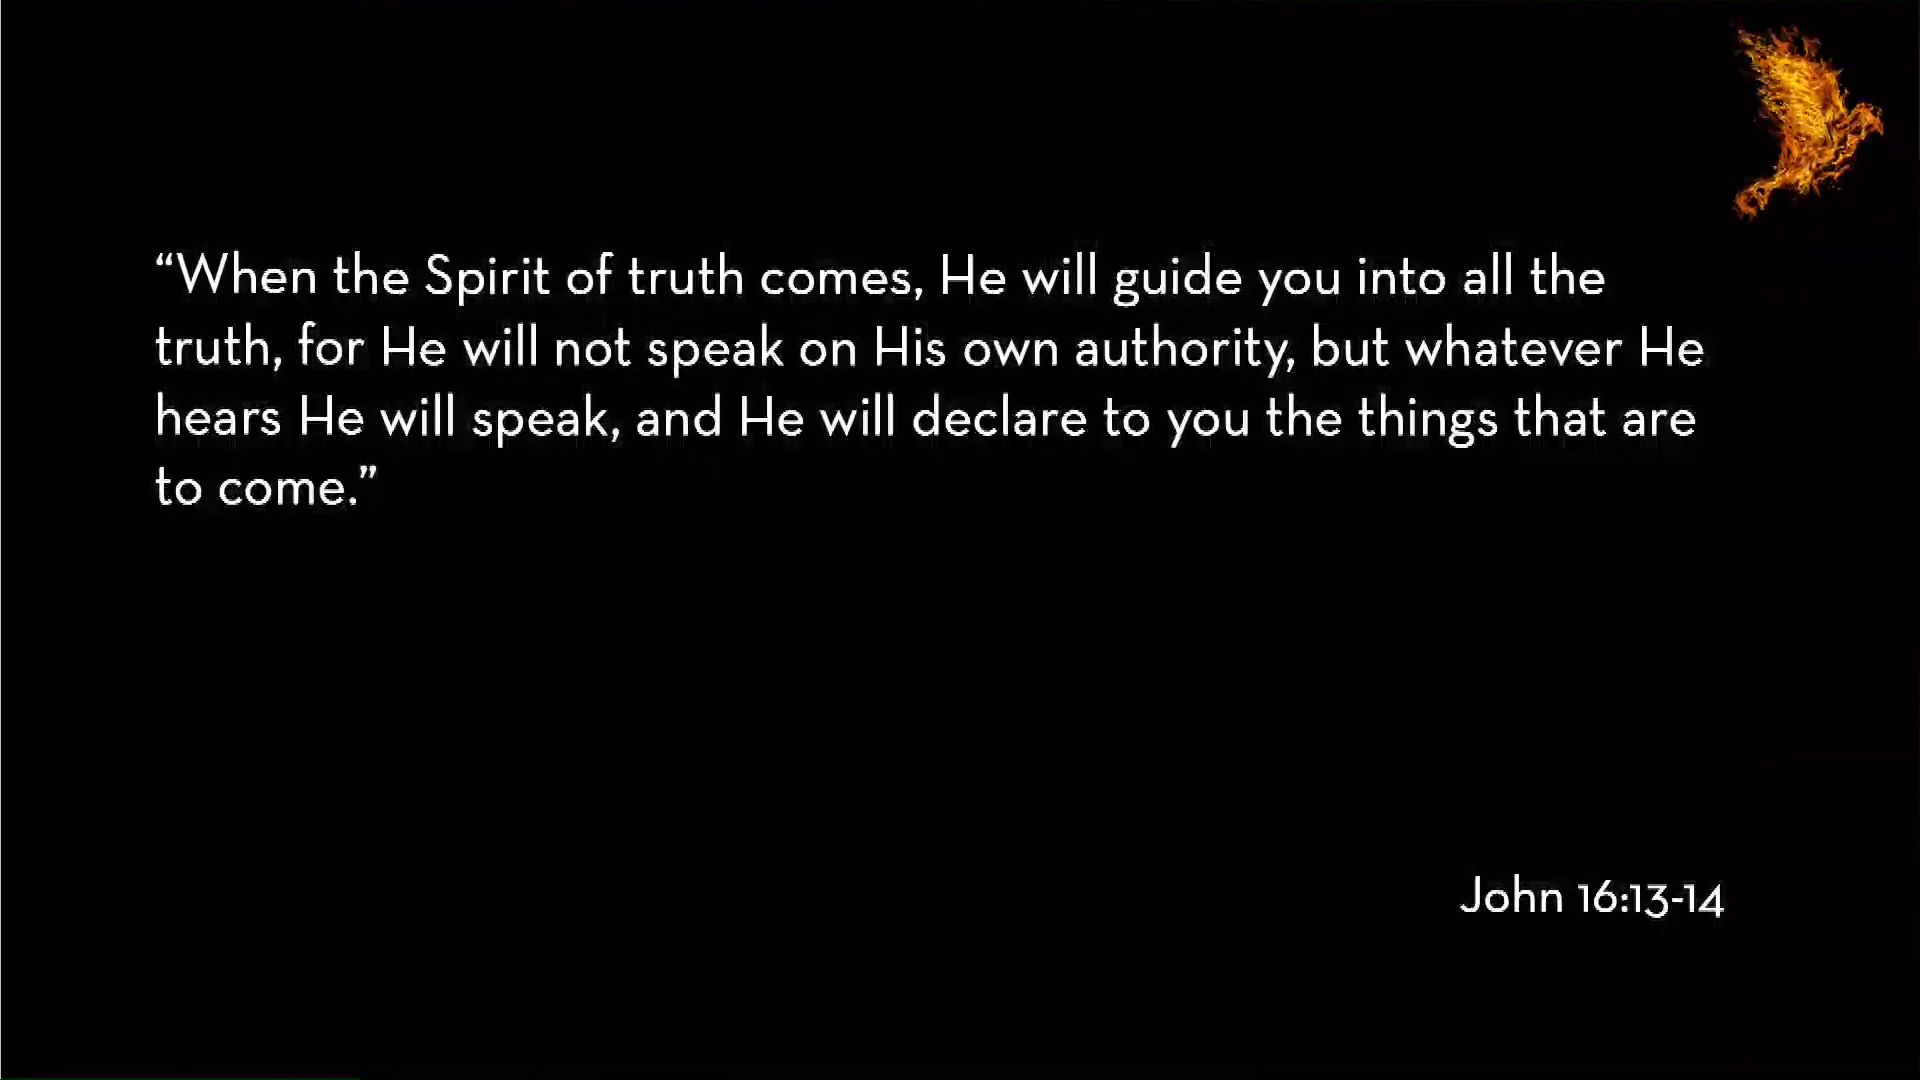 “When the Spirit of truth comes, He will guide you into all the
truth, for He will not speak on His own authority, but whatever He
hears He will speak, and He will declare to you the things that are
to come.”
John 16:13-14